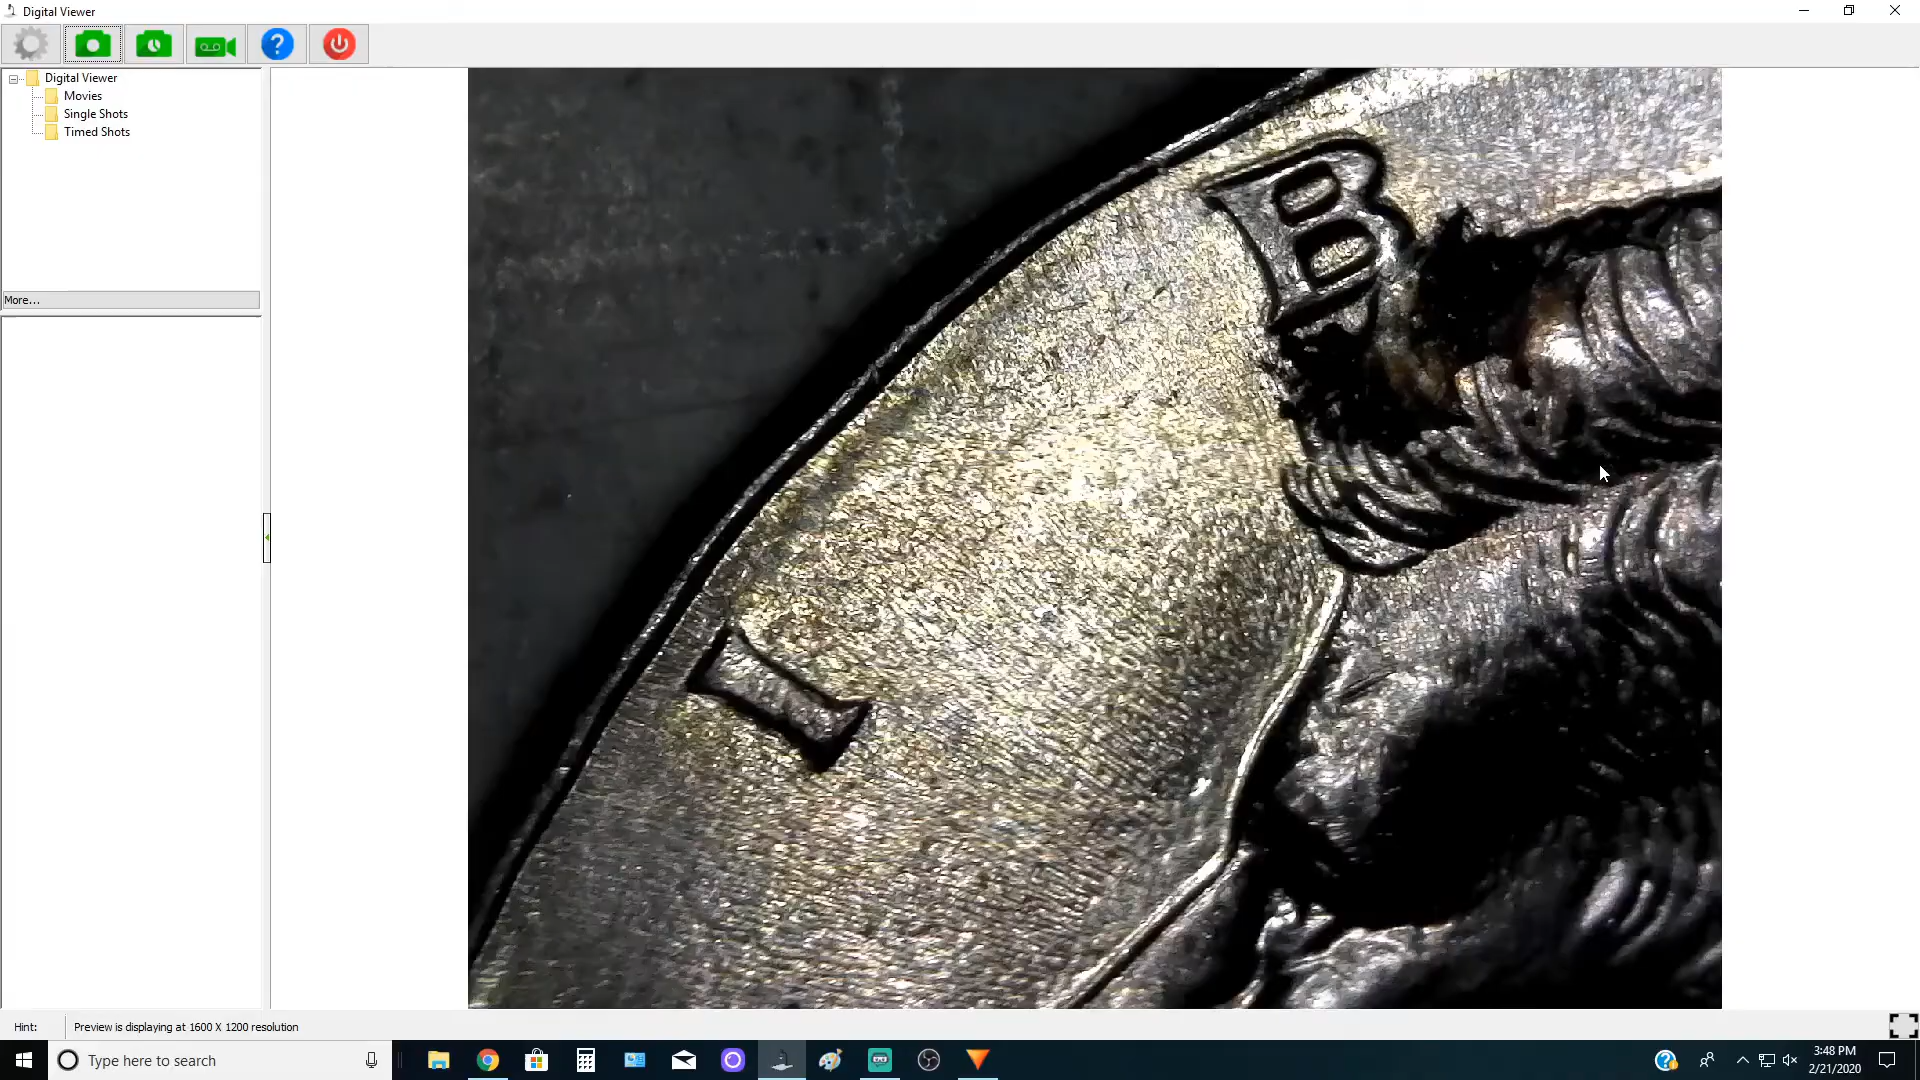 Digital Viewer
Digital Viewer
Movies
Single Shots
Timed Shots
More...
I B
Hint: Preview is displaying at 1600 X 1200 resolution
Type here to search
3:48 PM
2/21/2020